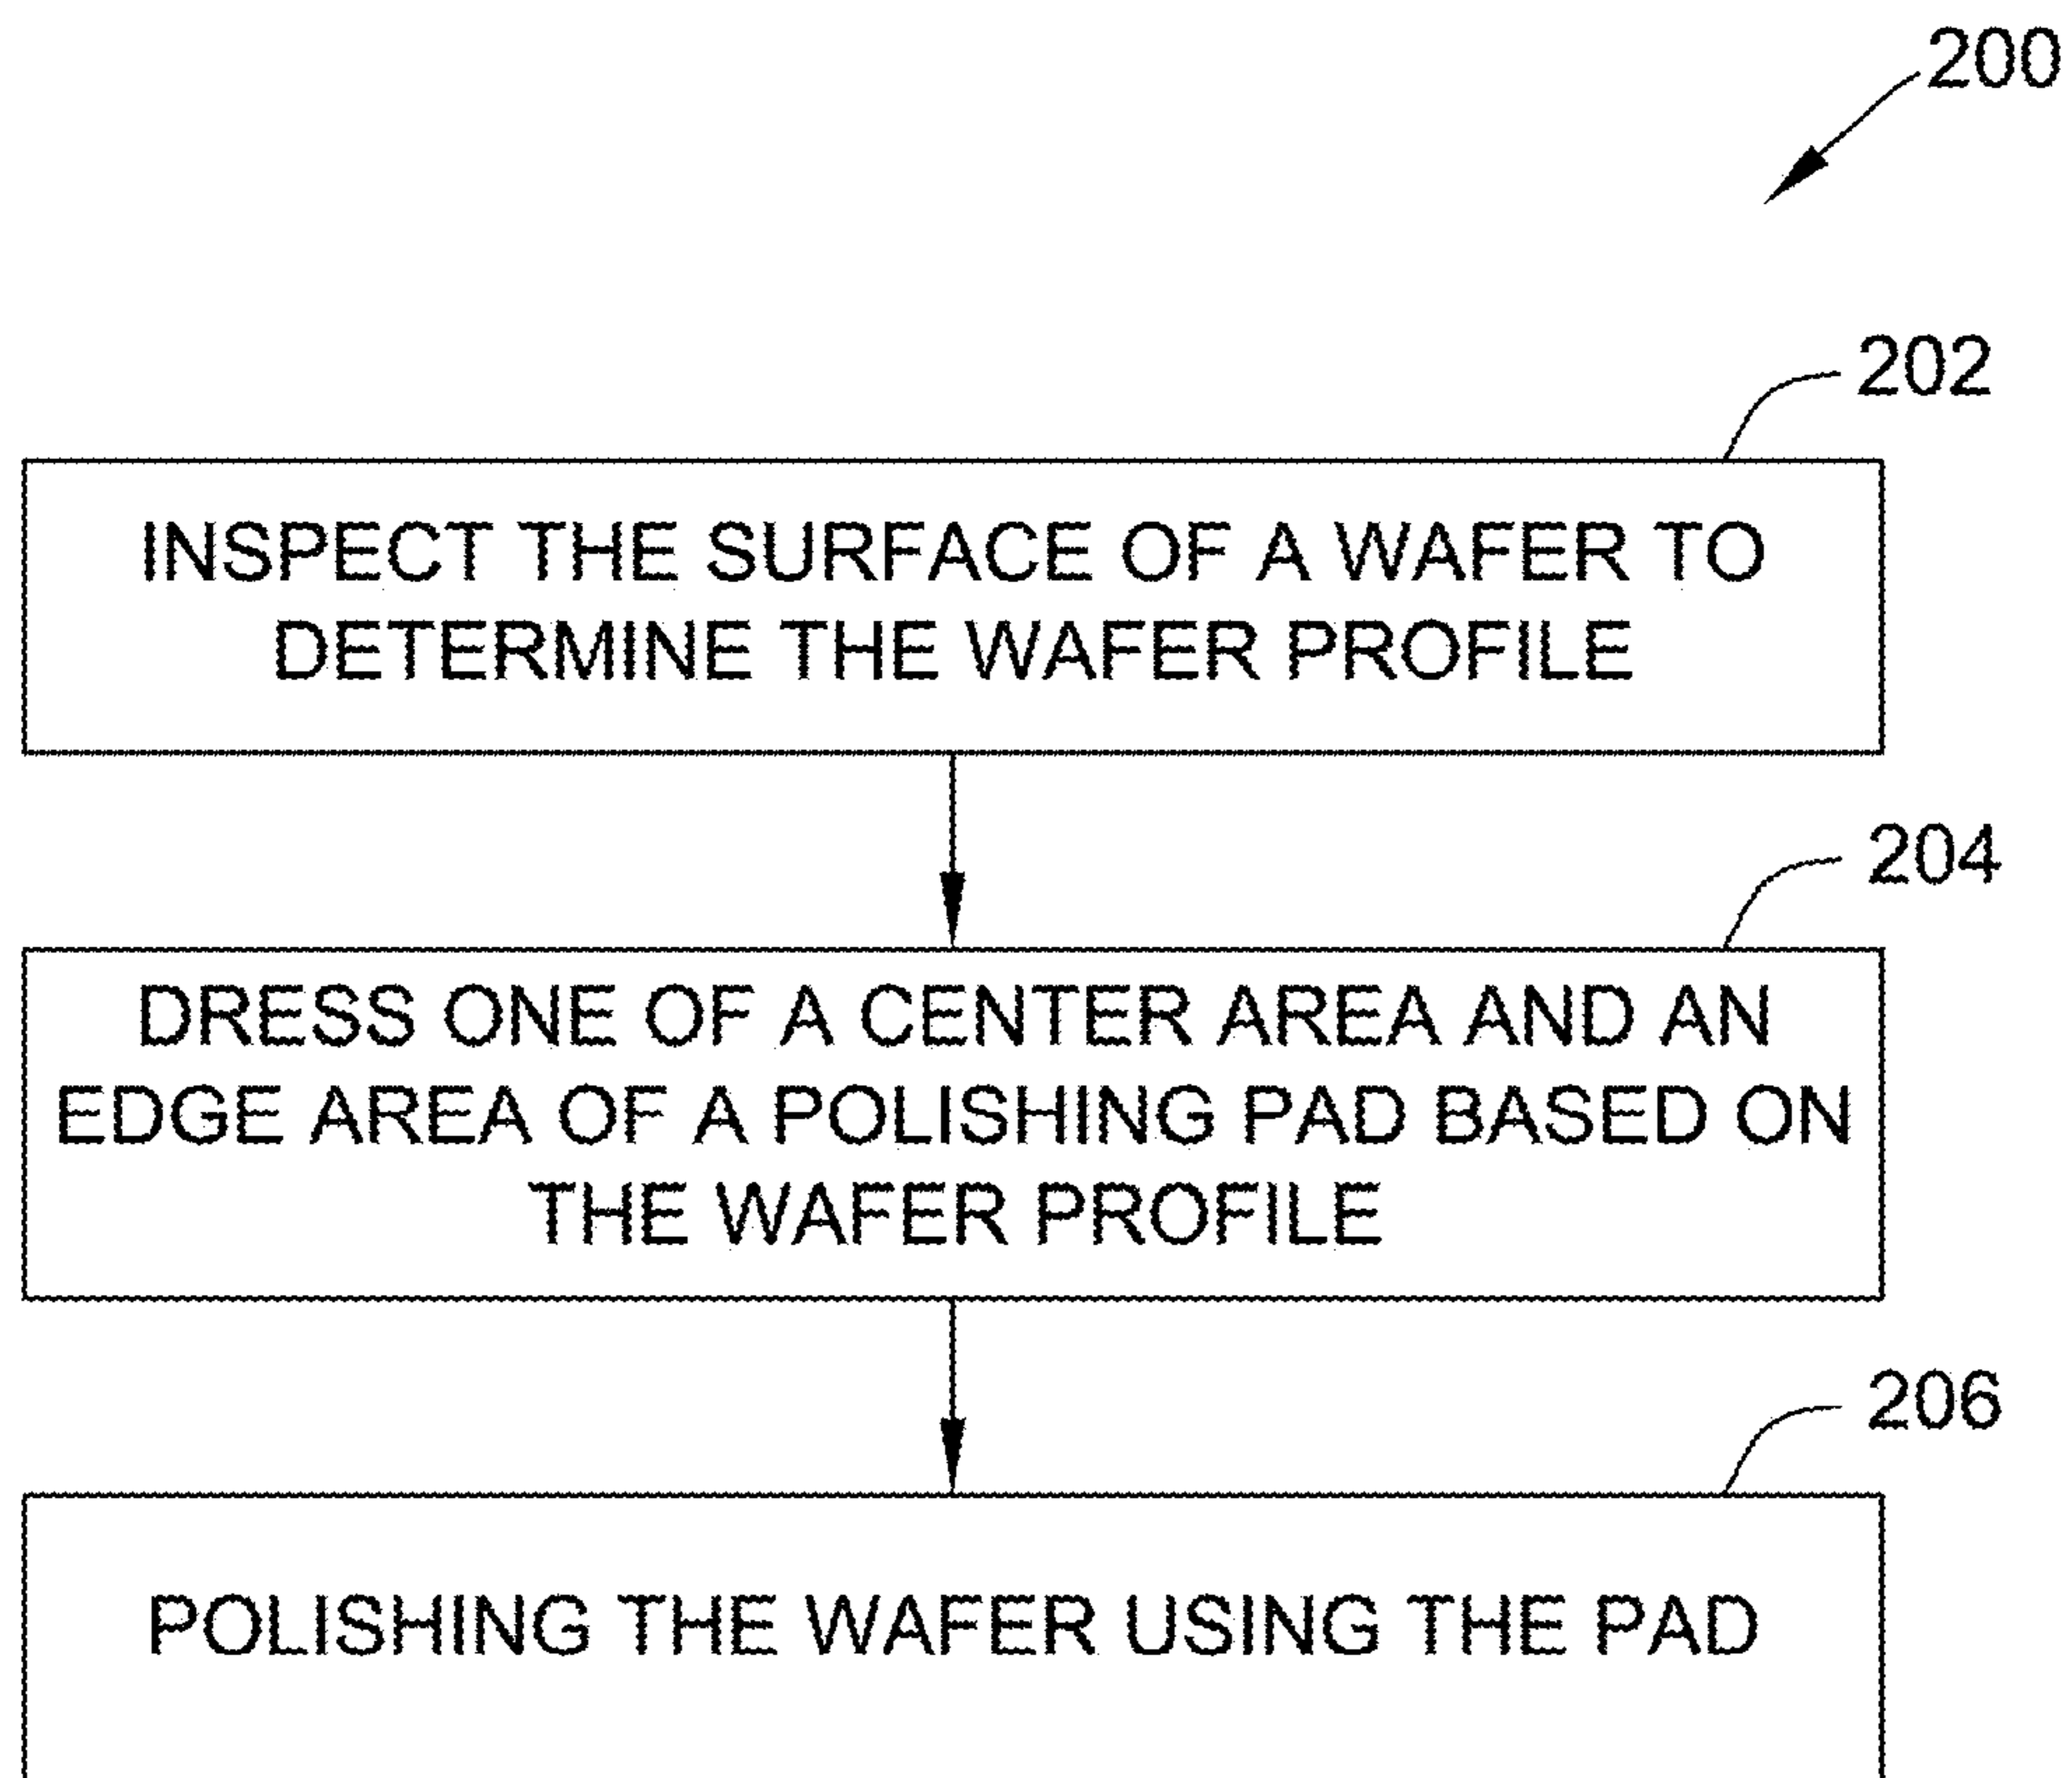 200
202
INSPECT THE SURFACE OF A WAFER TO
DETERMINE THE WAFER PROFILE
204
DRESS ONE OF A CENTER AREA AND AN
EDGE AREA OF A POLISHING PAD BASED ON
THE WAFER PROFILE
206
POLISHING THE WAFER USING THE PAD